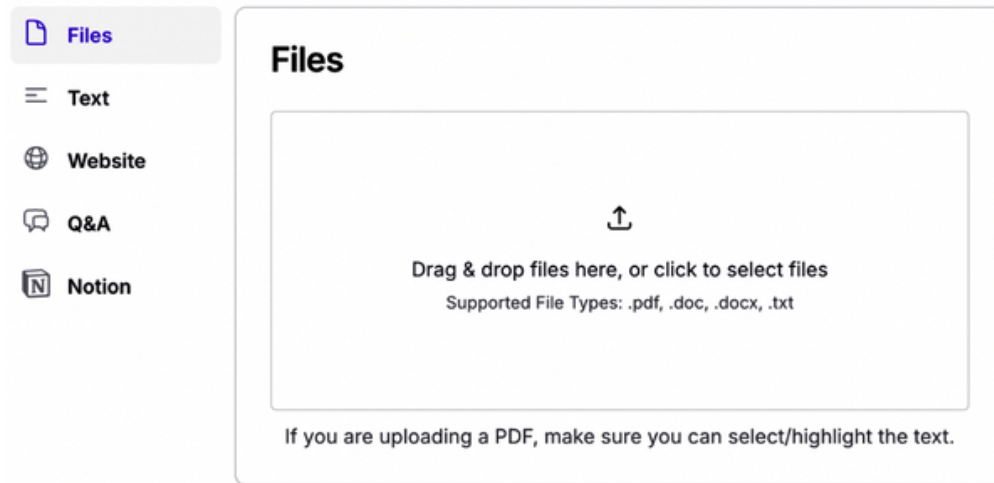 Files
Text
Website
Q&A
Notion
Files
Drag & drop files here, or click to select files
Supported File Types: .pdf, .doc, .docx, .txt
If you are uploading a PDF, make sure you can select/highlight the text.